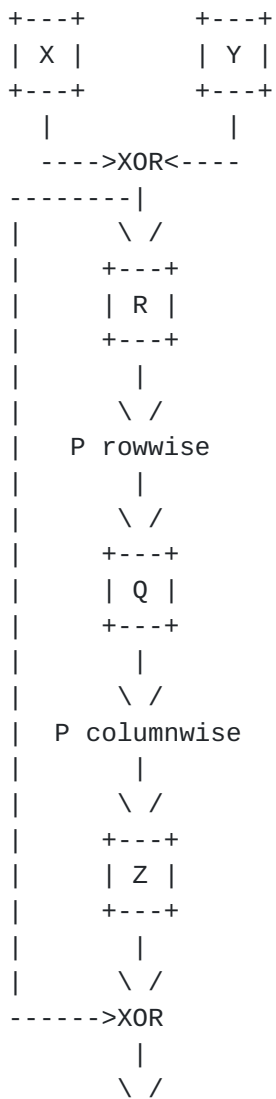 +---+       +---+
| X |       | Y |
+---+       +---+
  |           |
  ---->XOR<----
--------|
|      \ /
|     +---+
|     | R |
|     +---+
|       |
|      \ /
|   P rowwise
|       |
|      \ /
|     +---+
|     | Q |
|     +---+
|       |
|      \ /
|  P columnwise
|       |
|      \ /
|     +---+
|     | Z |
|     +---+
|       |
|      \ /
------>XOR
        |
       \ /